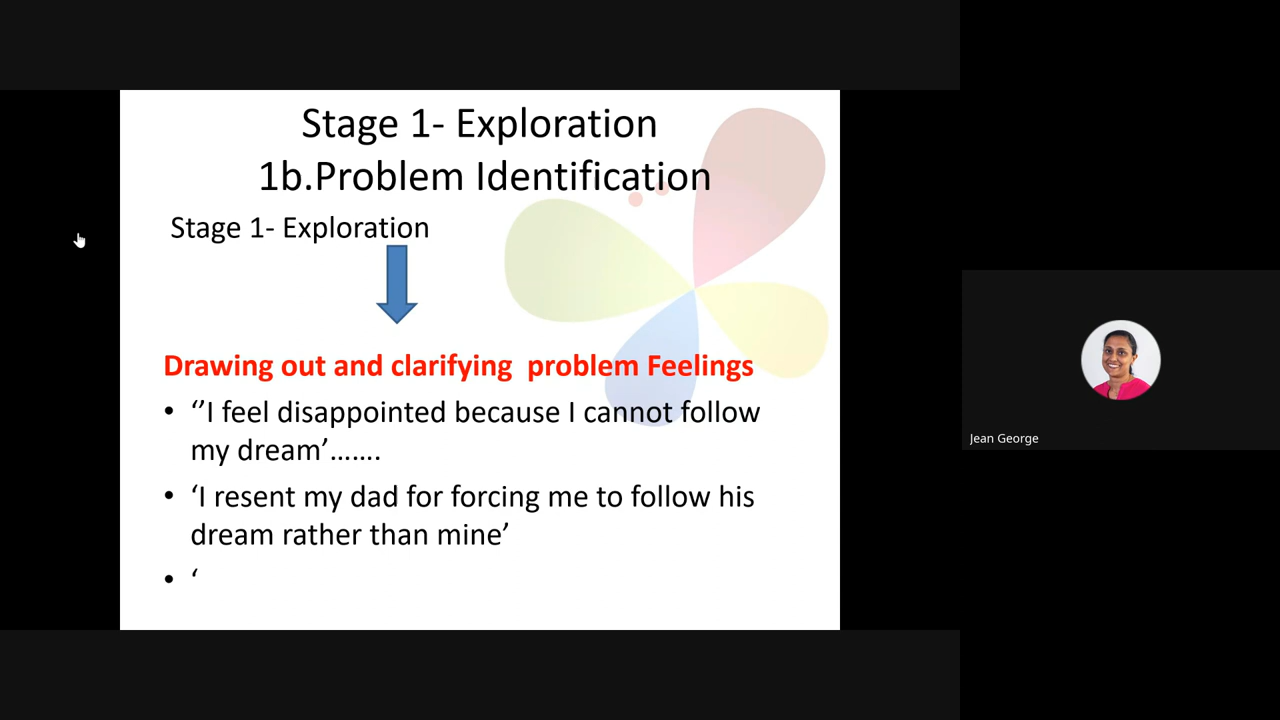 Stage 1- Exploration
1b.Problem Identification
Stage 1- Exploration
Drawing out and clarifying  problem Feelings
• ‘’I feel disappointed because I cannot follow
my dream’…….
• ‘I resent my dad for forcing me to follow his
dream rather than mine’
• ‘
Jean George